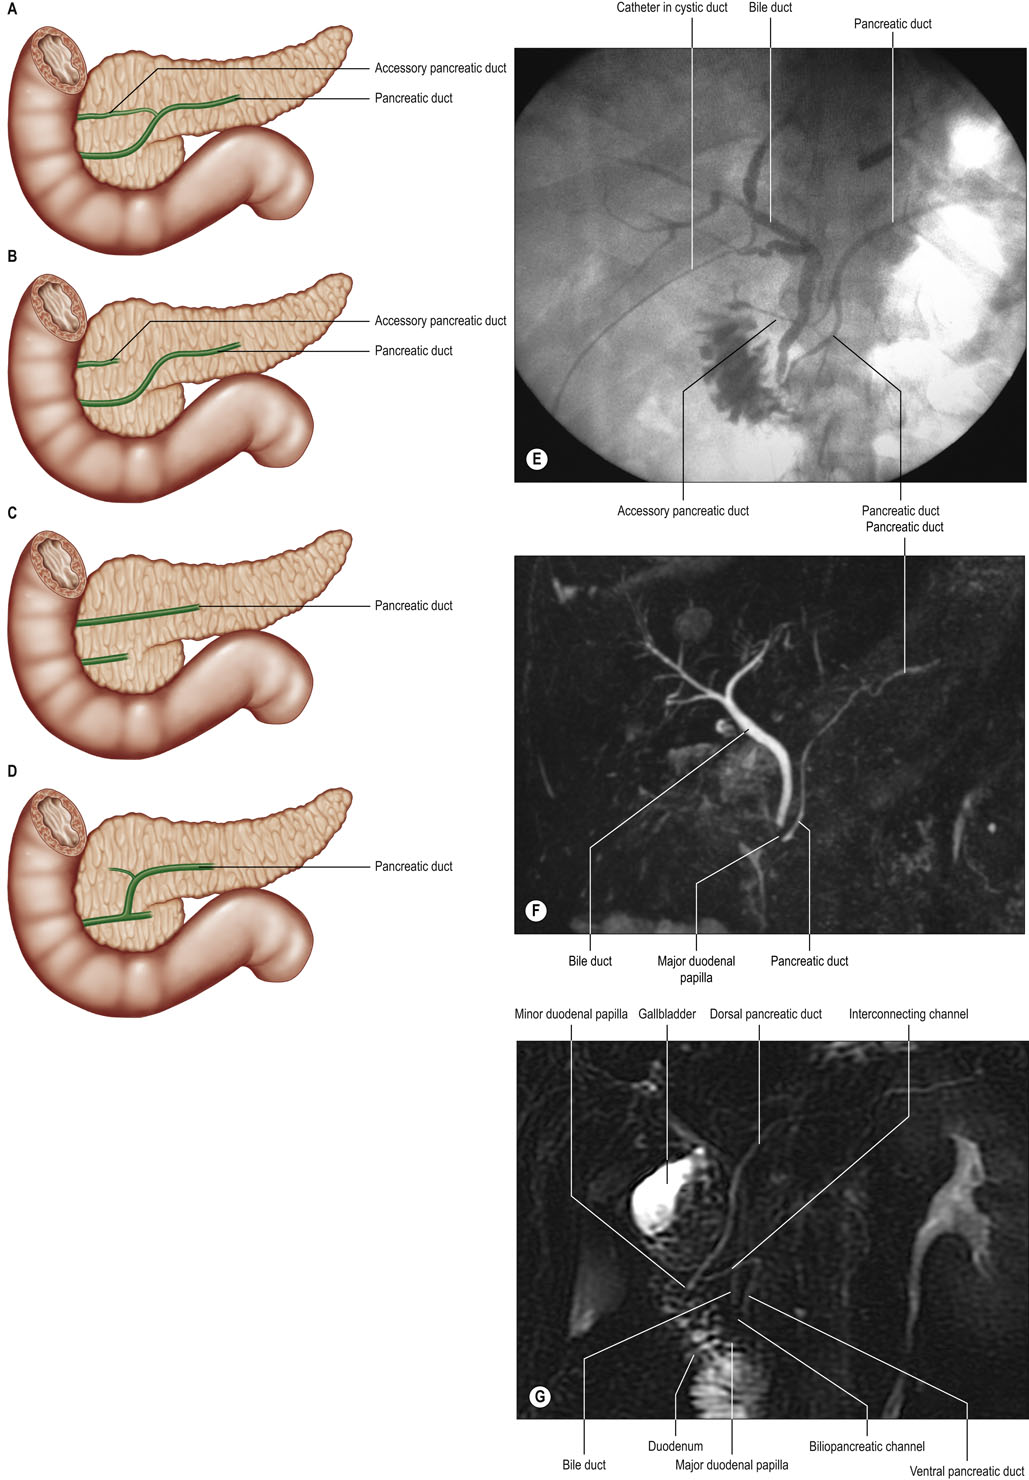 A
Accessory pancreatic duct
Pancreatic duct
B
Accessory pancreatic duct
Pancreatic duct
C
Pancreatic duct
D
Pancreatic duct
Catheter in cystic duct
Bile duct
Pancreatic duct
E
Accessory pancreatic duct
Pancreatic duct
Pancreatic duct
F
Bile duct
Major duodenal
papilla
Pancreatic duct
Minor duodenal papilla
Gallbladder
Dorsal pancreatic duct
Interconnecting channel
G
Bile duct
Duodenum
Major duodenal papilla
Biliopancreatic channel
Ventral pancreatic duct